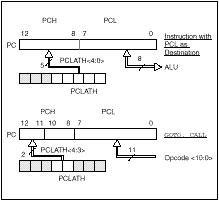 PCH PCL
12 8 7 0 Instruction with
PC PCL as
Destination
PCLATH<4:0> 8
5 ALU
PCLATH
PCH PCL
12 11 10 8 7 0
PC GOTO, CALL
PCLATH<4:3> 11
2 Opcode <10:0>
PCLATH